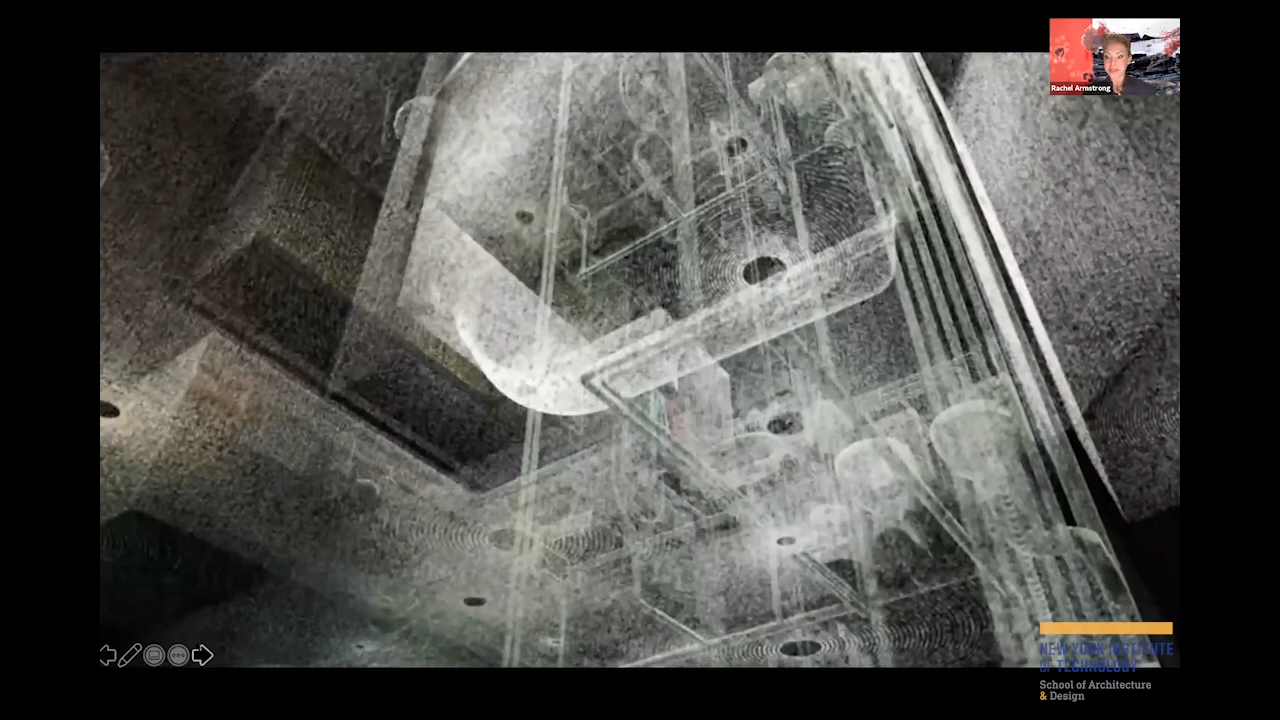 Rachel Armstrong
NEW YORK INSTITUTE
OF TECHNOLOGY
School of Architecture
& Design